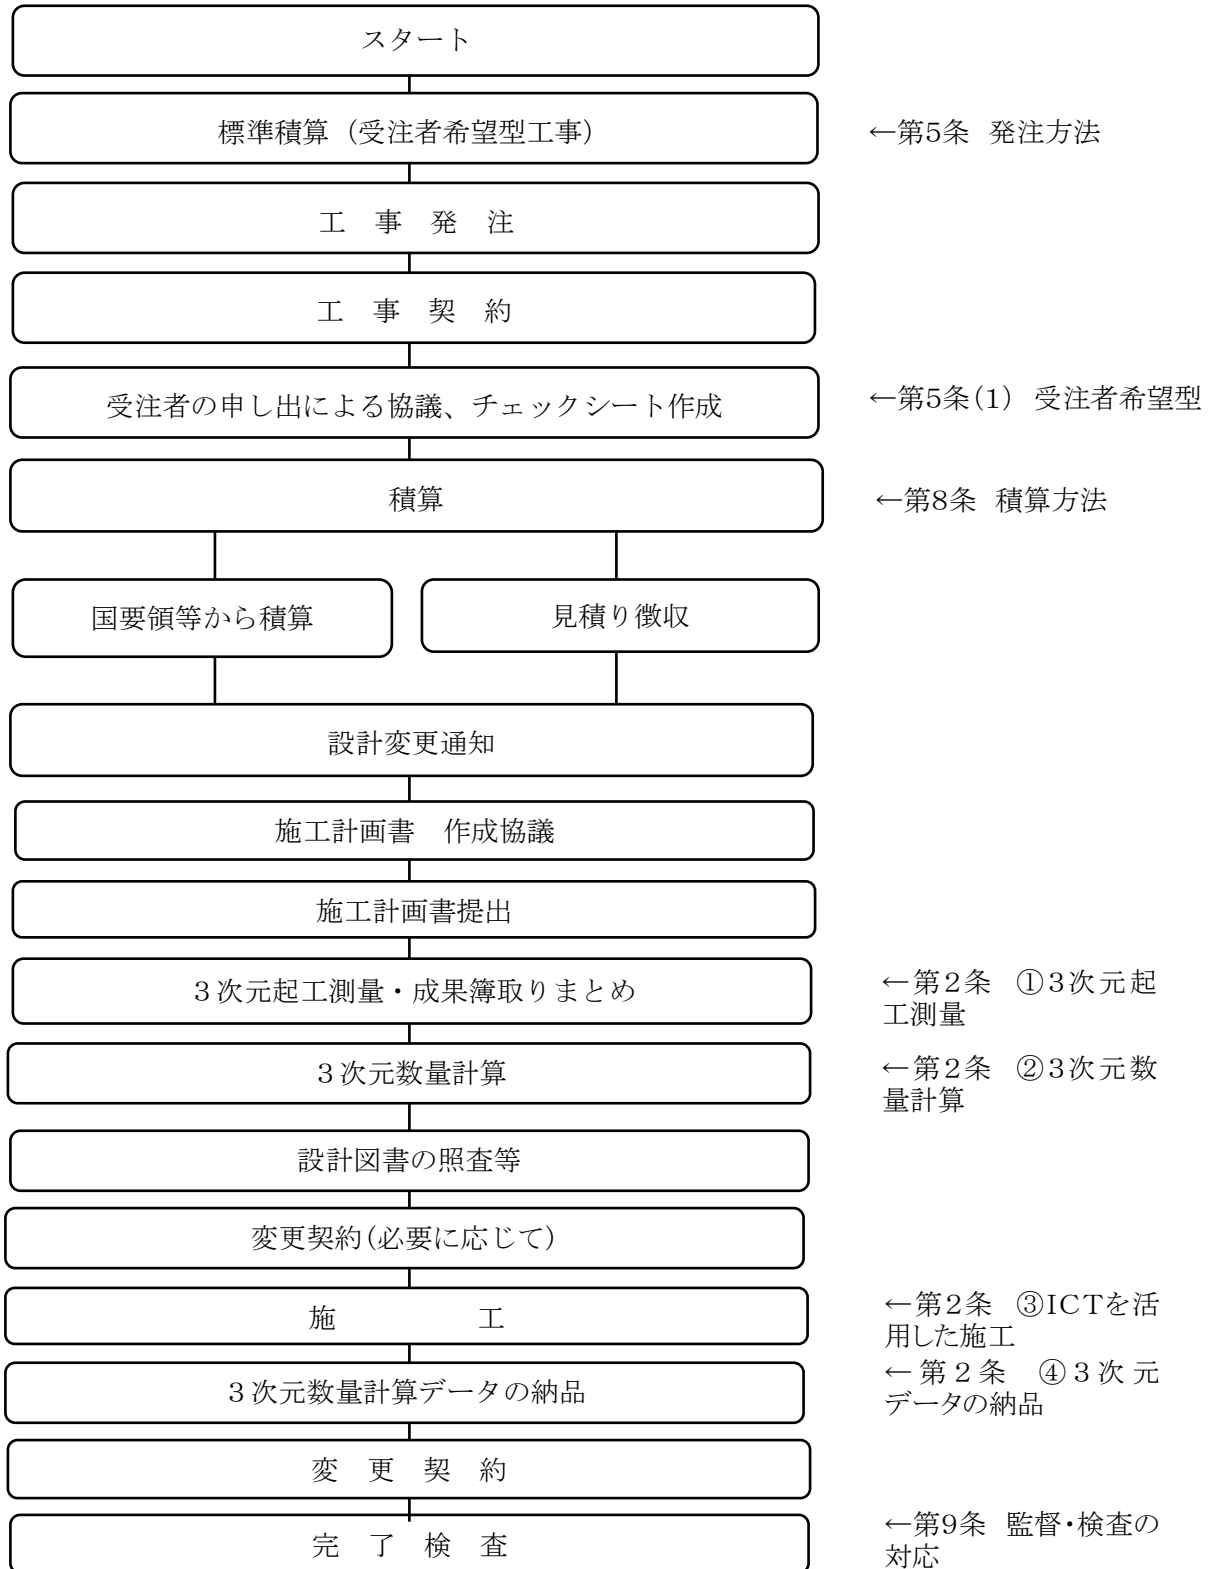 スタート
標準積算（受注者希望型工事）
←第5条　発注方法
工　事　発　注
工　事　契　約
受注者の申し出による協議、チェックシート作成
←第5条(1)　受注者希望型
積算
←第8条　積算方法
国要領等から積算
見積り徴収
設計変更通知
施工計画書　作成協議
施工計画書提出
３次元起工測量・成果簿取りまとめ
←第2条　①3次元起
工測量
３次元数量計算
←第2条　②3次元数
量計算
設計図書の照査等
変更契約(必要に応じて)
施　　　　　工
←第2条　③ICTを活
用した施工
３次元数量計算データの納品
←第２条　④３次元
データの納品
変　更　契　約
完　了　検　査
←第9条　監督・検査の
対応